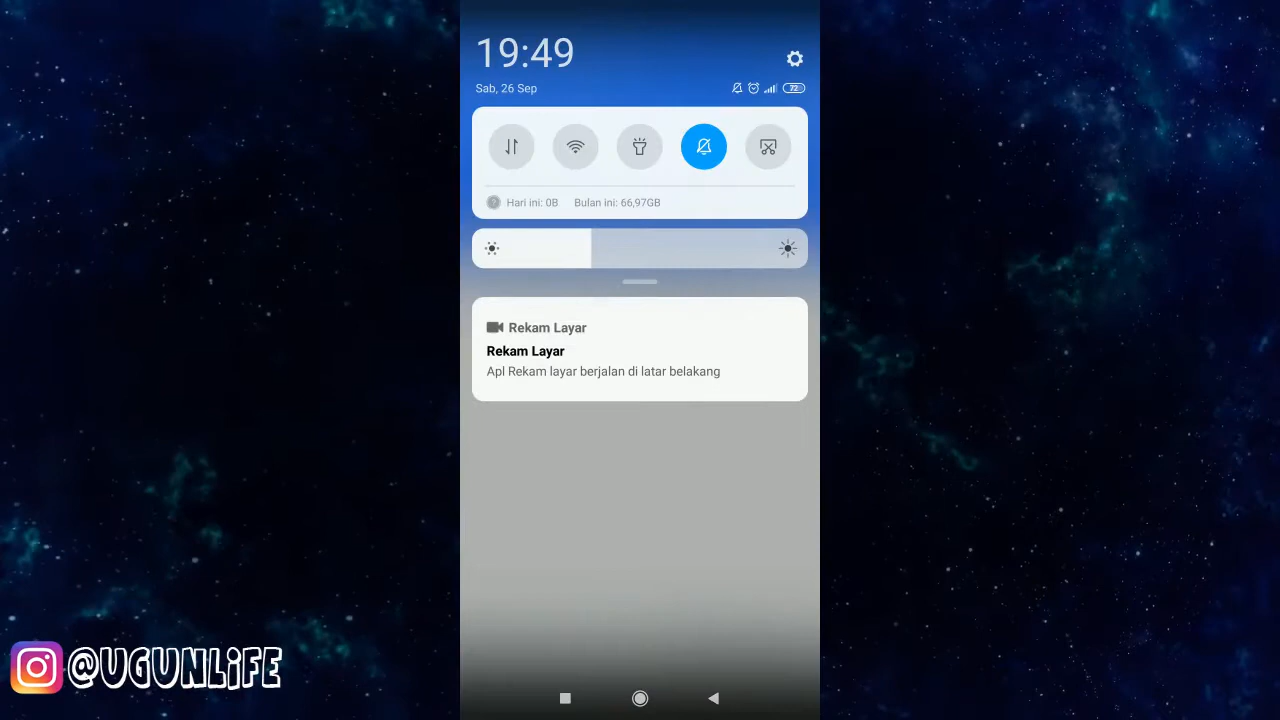 19:49
Sab, 26 Sep
72
Hari ini: 0B Bulan ini: 66,97GB
Rekam Layar
Rekam Layar
Apl Rekam layar berjalan di latar belakang
@UGUNLiFE